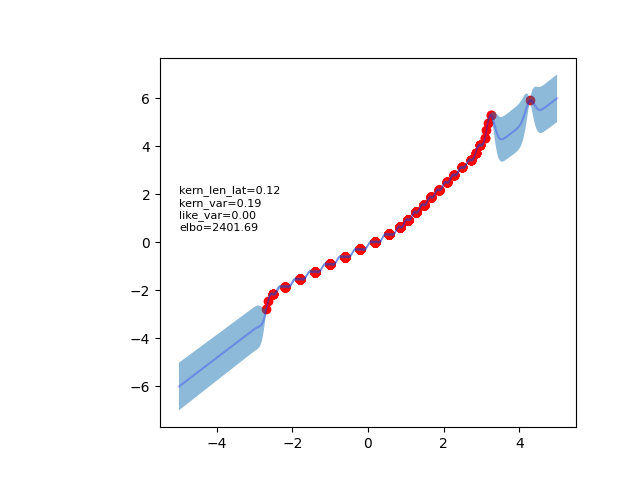 6
4
2
0
−2
−4
−6
kern_len_lat=0.12
kern_var=0.19
like_var=0.00
elbo=2401.69
−4 −2 0 2 4